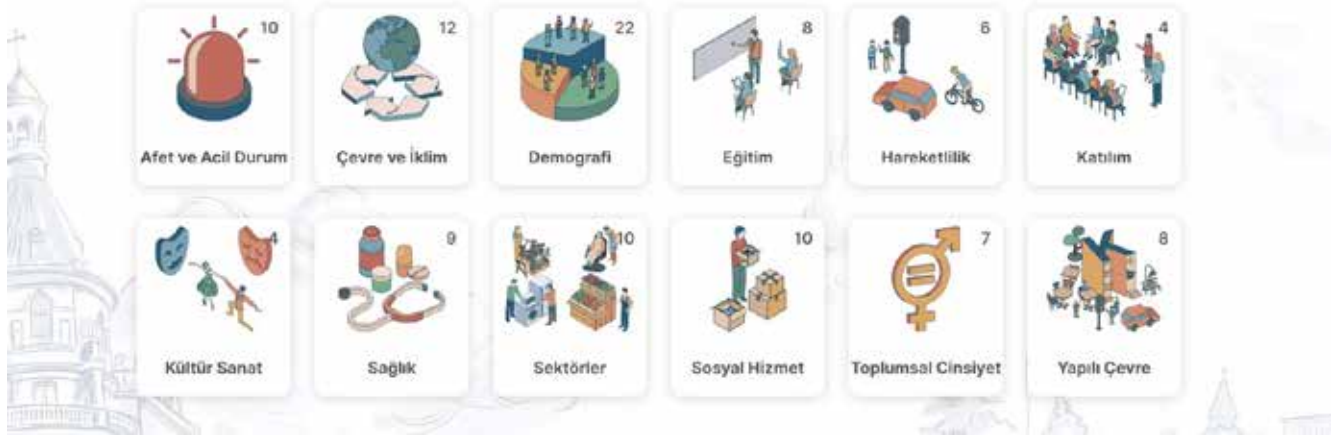 10
Afet ve Acil Durum
12
Çevre ve İklim
22
Demografi
8
Eğitim
6
Hareketlilik
4
Katılım
4
Kültür Sanat
9
Sağlık
10
Sektörler
10
Sosyal Hizmet
7
Toplumsal Cinsiyet
8
Yapılı Çevre